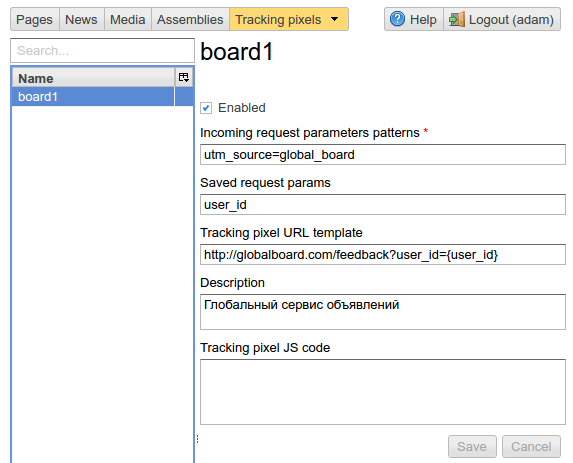 Pages News Media Assemblies Tracking pixels Help Logout (adam)
Search...
board1
Name
board1
Enabled
Incoming request parameters patterns *
utm_source=global_board
Saved request params
user_id
Tracking pixel URL template
http://globalboard.com/feedback?user_id={user_id}
Description
Глобальный сервис объявлений
Tracking pixel JS code
Save Cancel